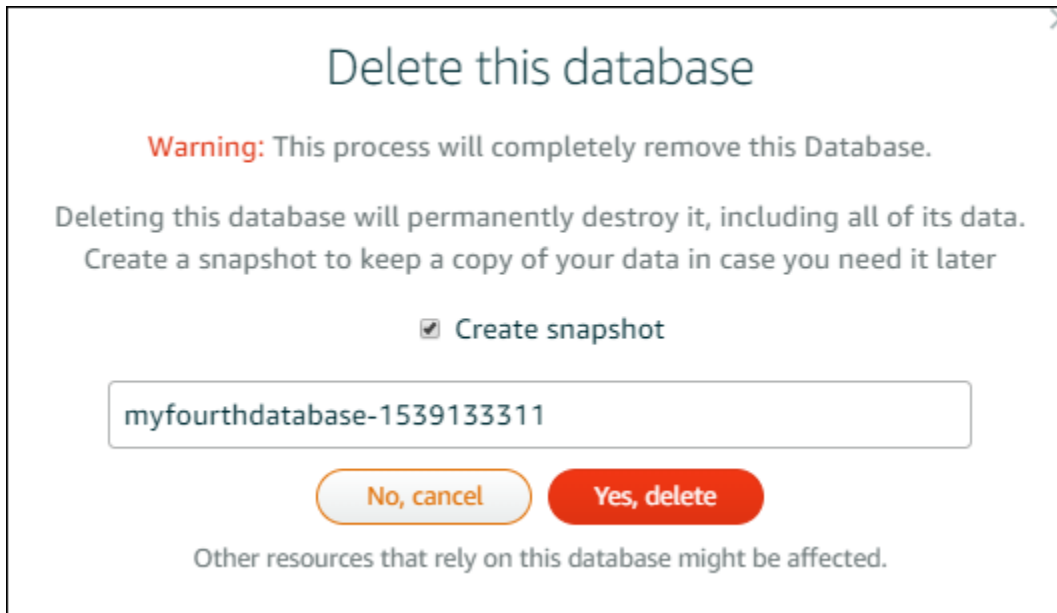 Delete this database
Warning: This process will completely remove this Database.
Deleting this database will permanently destroy it, including all of its data.
Create a snapshot to keep a copy of your data in case you need it later
Create snapshot
myfourthdatabase-1539133311
No, cancel
Yes, delete
Other resources that rely on this database might be affected.